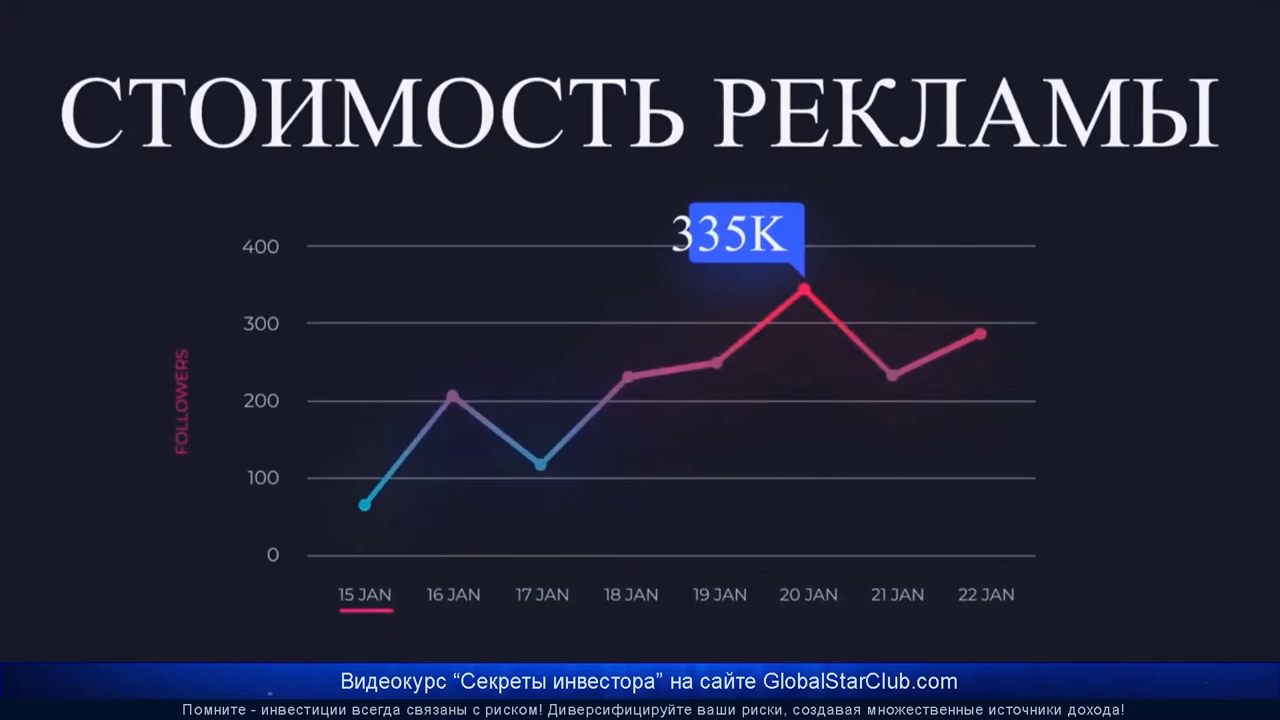 СТОИМОСТЬ РЕКЛАМЫ
335K
400
300
200
100
0
FOLLOWERS
15 JAN 16 JAN 17 JAN 18 JAN 19 JAN 20 JAN 21 JAN 22 JAN
Видеокурс “Секреты инвестора” на сайте GlobalStarClub.com
Помните - инвестиции всегда связаны с риском! Диверсифицируйте ваши риски, создавая множественные источники дохода!